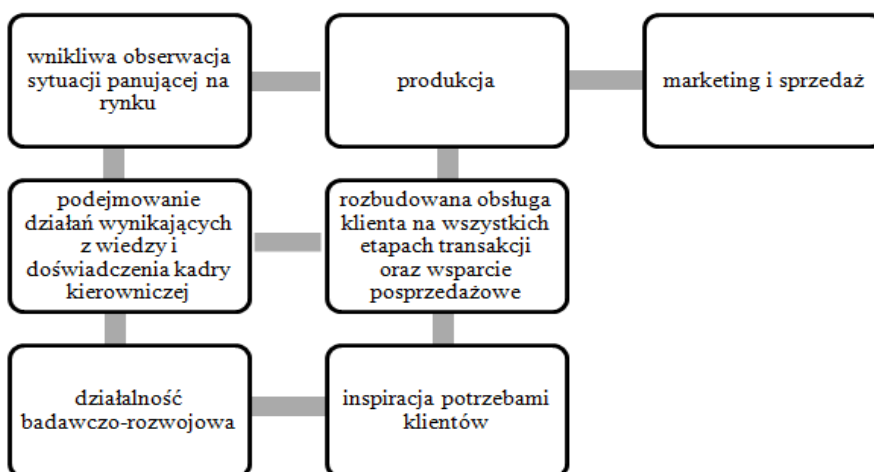 wnikliwa obserwacja
sytuacji panującej na
rynku
produkcja
marketing i sprzedaż
podejmowanie
działań wynikających
z wiedzy i
doświadczenia kadry
kierowniczej
rozbudowana obsługa
klienta na wszystkich
etapach transakcji
oraz wsparcie
posprzedażowe
działalność
badawczo-rozwojowa
inspiracja potrzebami
klientów